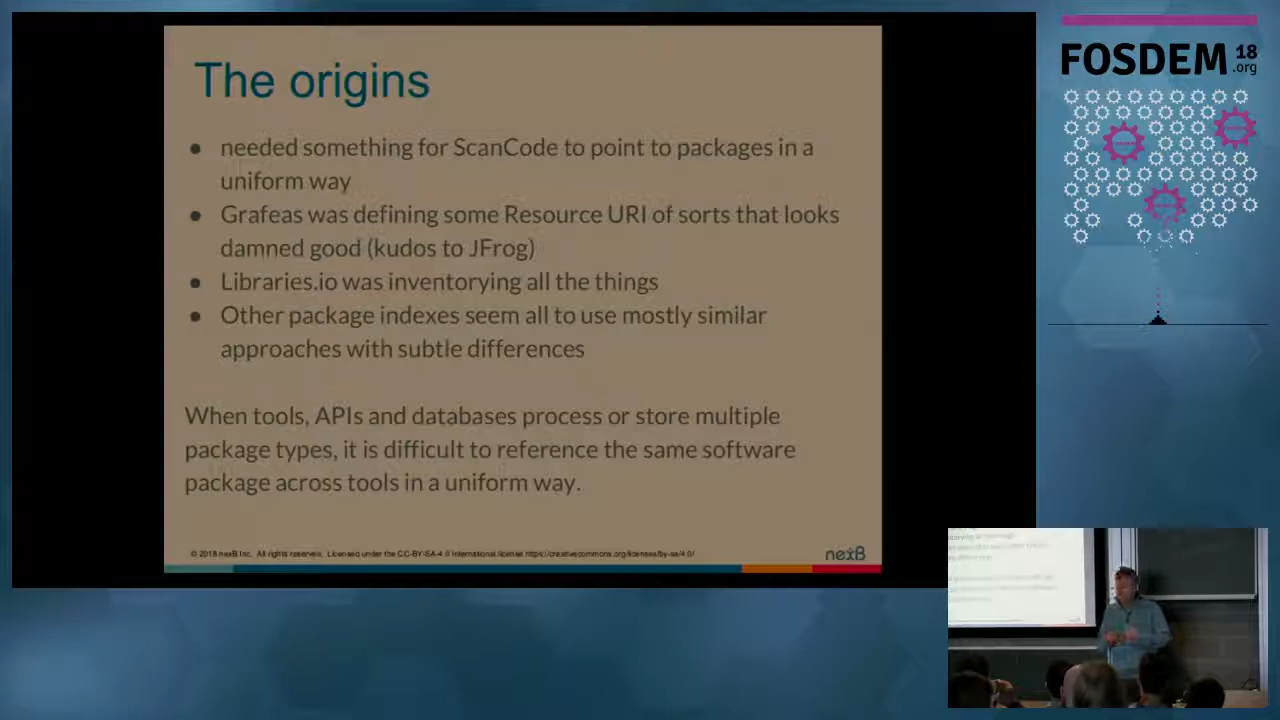 The origins
● needed something for ScanCode to point to packages in a
uniform way
● Grafeas was defining some Resource URI of sorts that looks
damned good (kudos to JFrog)
● Libraries.io was inventorying all the things
● Other package indexes seem all to use mostly similar
approaches with subtle differences
When tools, APIs and databases process or store multiple
package types, it is difficult to reference the same software
package across tools in a uniform way.
© 2018 nexB Inc. All rights reserved. Licensed under the CC-BY-SA-4.0 International license https://creativecommons.org/licenses/by-sa/4.0/
nexB
FOSDEM 18
.org